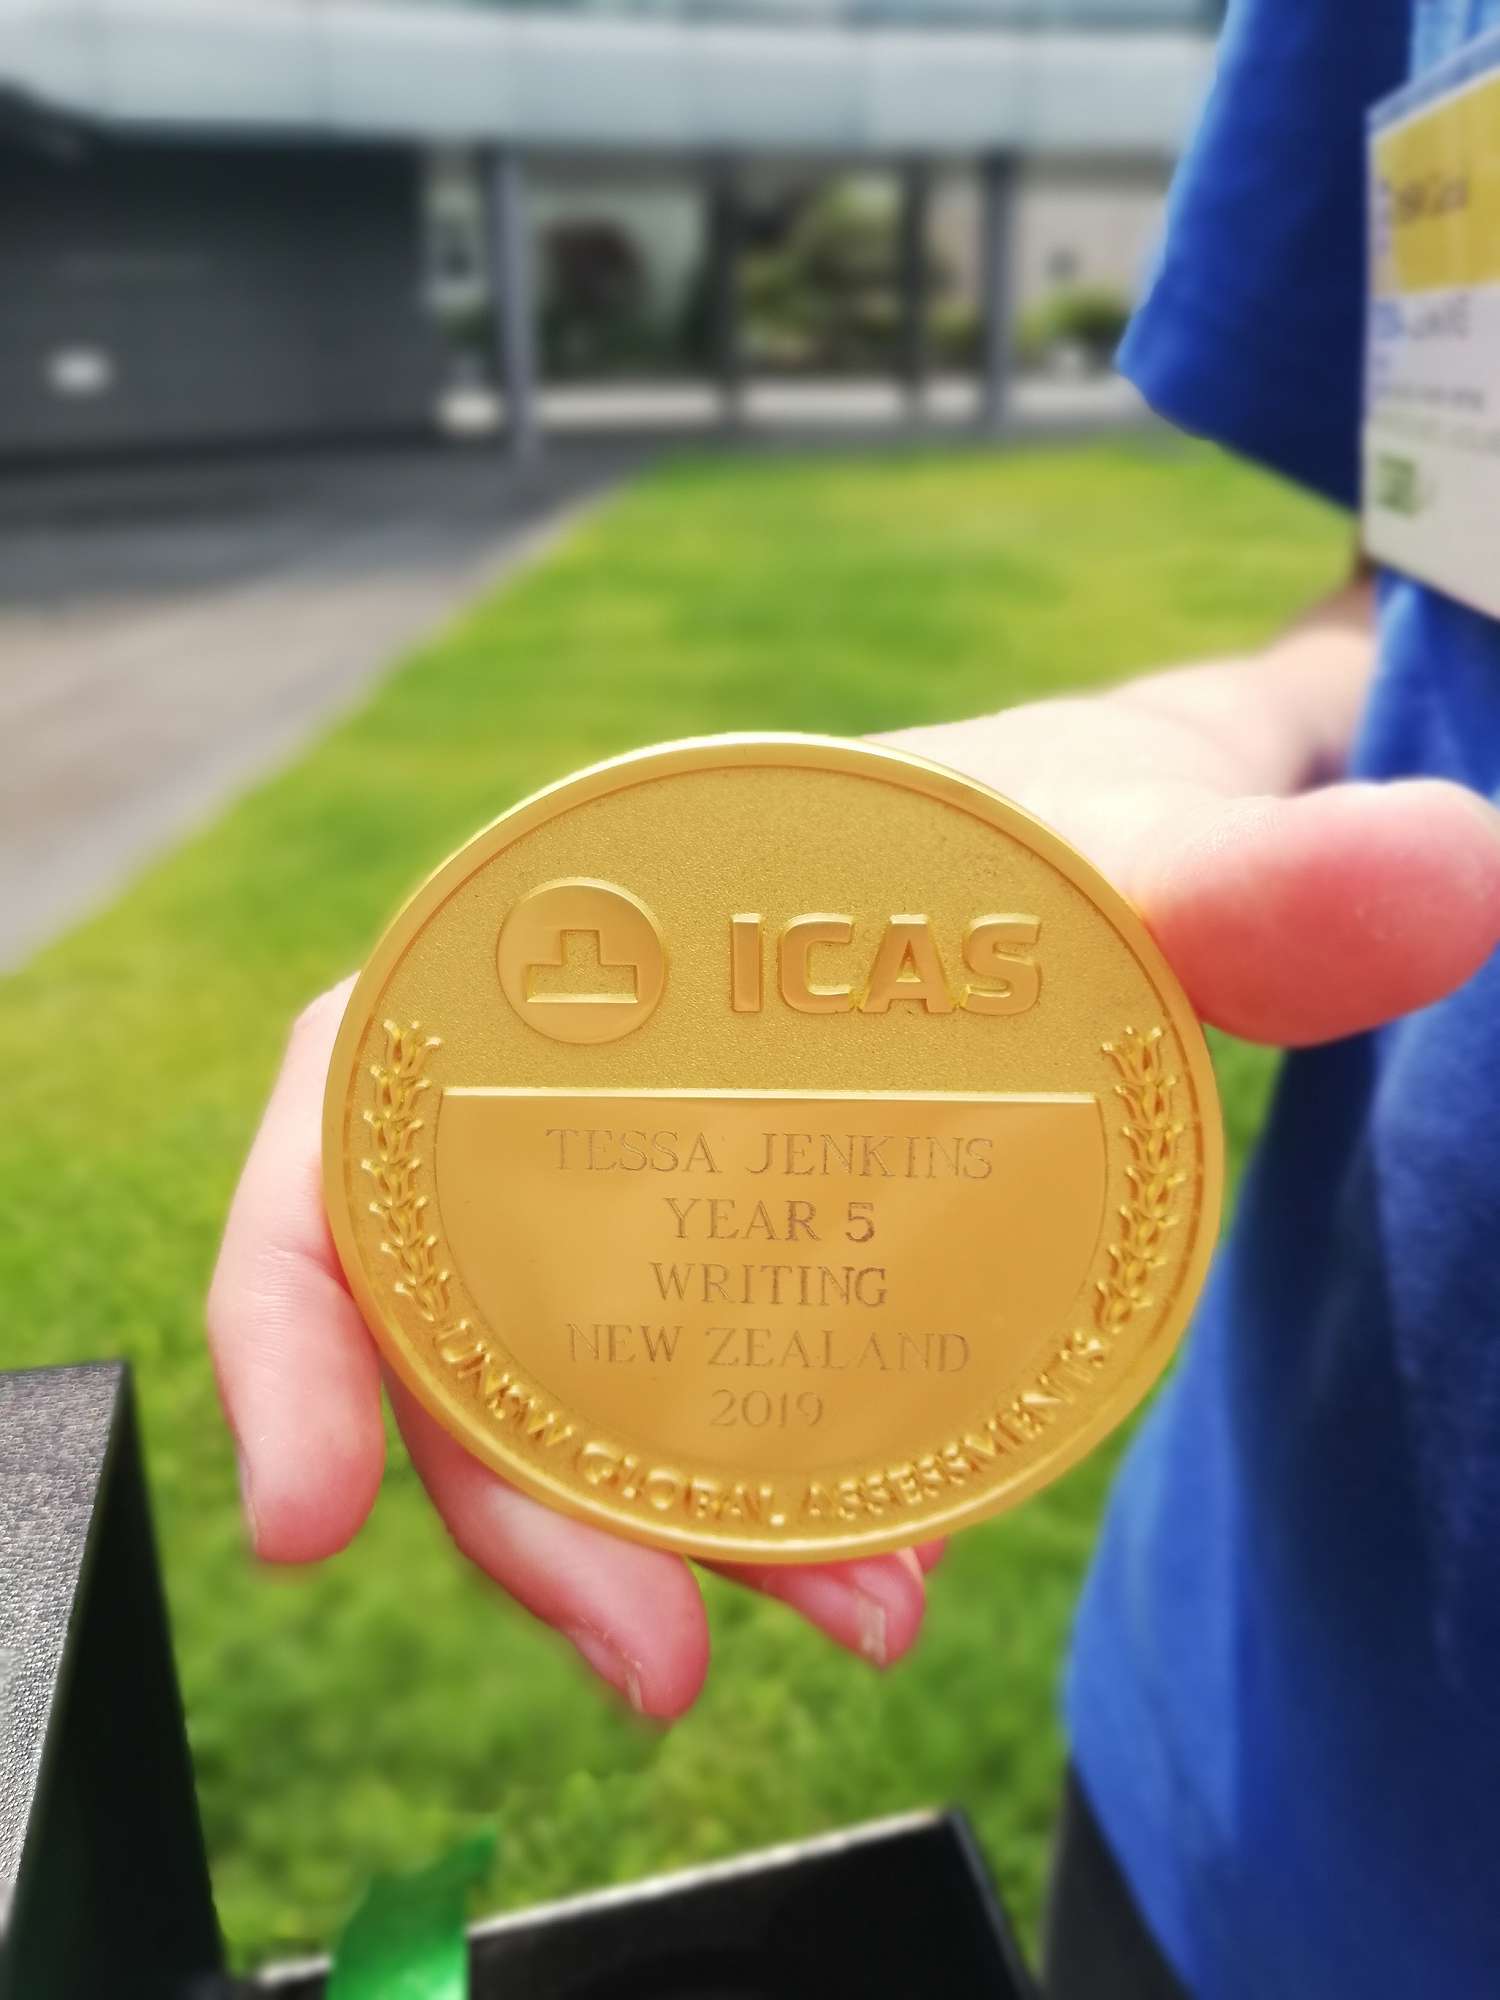 ICAS
TESSA JENKINS
YEAR 5
WRITING
NEW ZEALAND
2019
UNSW GLOBAL ASSESSMENTS